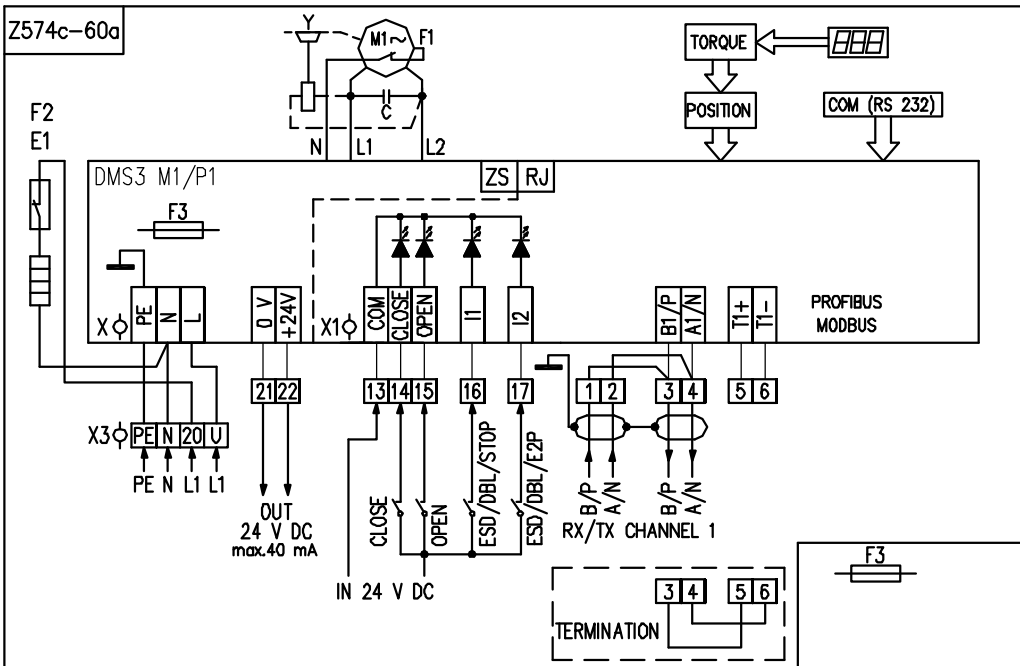 Z574c-60a
Y
M1~
F1
TORQUE
POSITION
COM (RS 232)
C
N
L1
L2
F2
E1
DMS3 M1/P1
ZS
RJ
F3
X
PE
N
L
0 V
+24V
X1
COM
CLOSE
OPEN
I1
I2
B1/P
A1/N
T1+
T1-
PROFIBUS
MODBUS
21
22
13
14
15
16
17
1
2
3
4
5
6
X3
PE
N
20
U
PE
N
L1
L1
OUT
24 V DC
max.40 mA
CLOSE
OPEN
ESD/DBL/STOP
ESD/DBL/E2P
IN 24 V DC
B/P
A/N
B/P
A/N
RX/TX CHANNEL 1
TERMINATION
3
4
5
6
F3